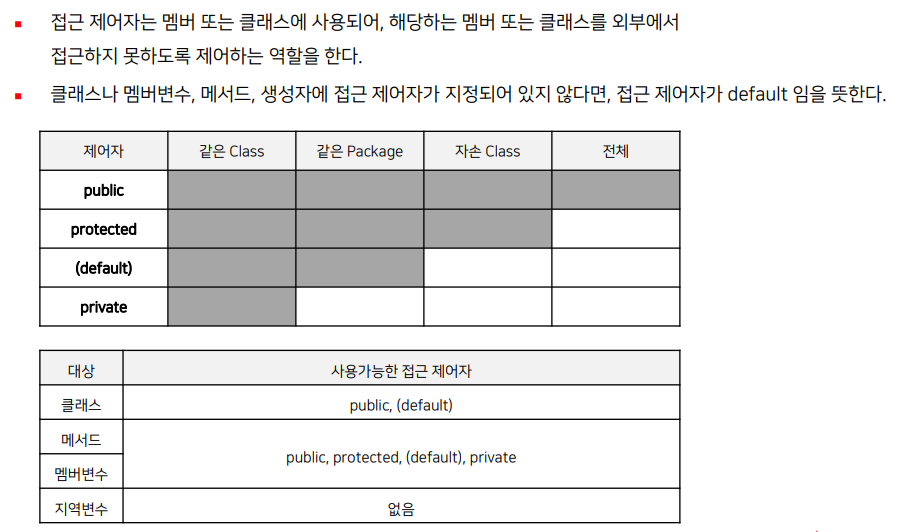 접근 제어자는 멤버 또는 클래스에 사용되어, 해당하는 멤버 또는 클래스를 외부에서
접근하지 못하도록 제어하는 역할을 한다.
클래스나 멤버변수, 메서드, 생성자에 접근 제어자가 지정되어 있지 않다면, 접근 제어자가 default 임을 뜻한다.
제어자 같은 Class 같은 Package 자손 Class 전체
public
protected
(default)
private
대상 사용가능한 접근 제어자
클래스 public, (default)
메서드
public, protected, (default), private
멤버변수
지역변수 없음